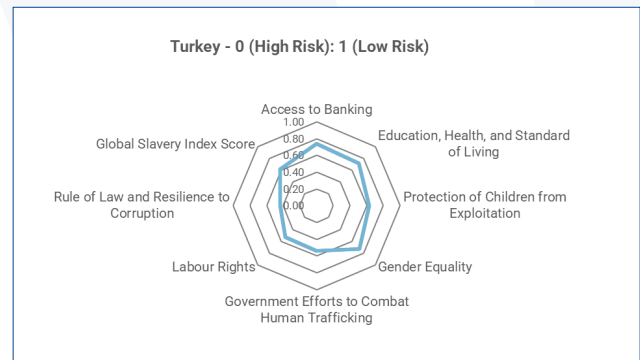 Turkey - 0 (High Risk): 1 (Low Risk)
Access to Banking
1.00
0.80
0.60
0.40
0.20
0.00
Education, Health, and Standard
of Living
Protection of Children from
Exploitation
Gender Equality
Government Efforts to Combat
Human Trafficking
Labour Rights
Rule of Law and Resilience to
Corruption
Global Slavery Index Score